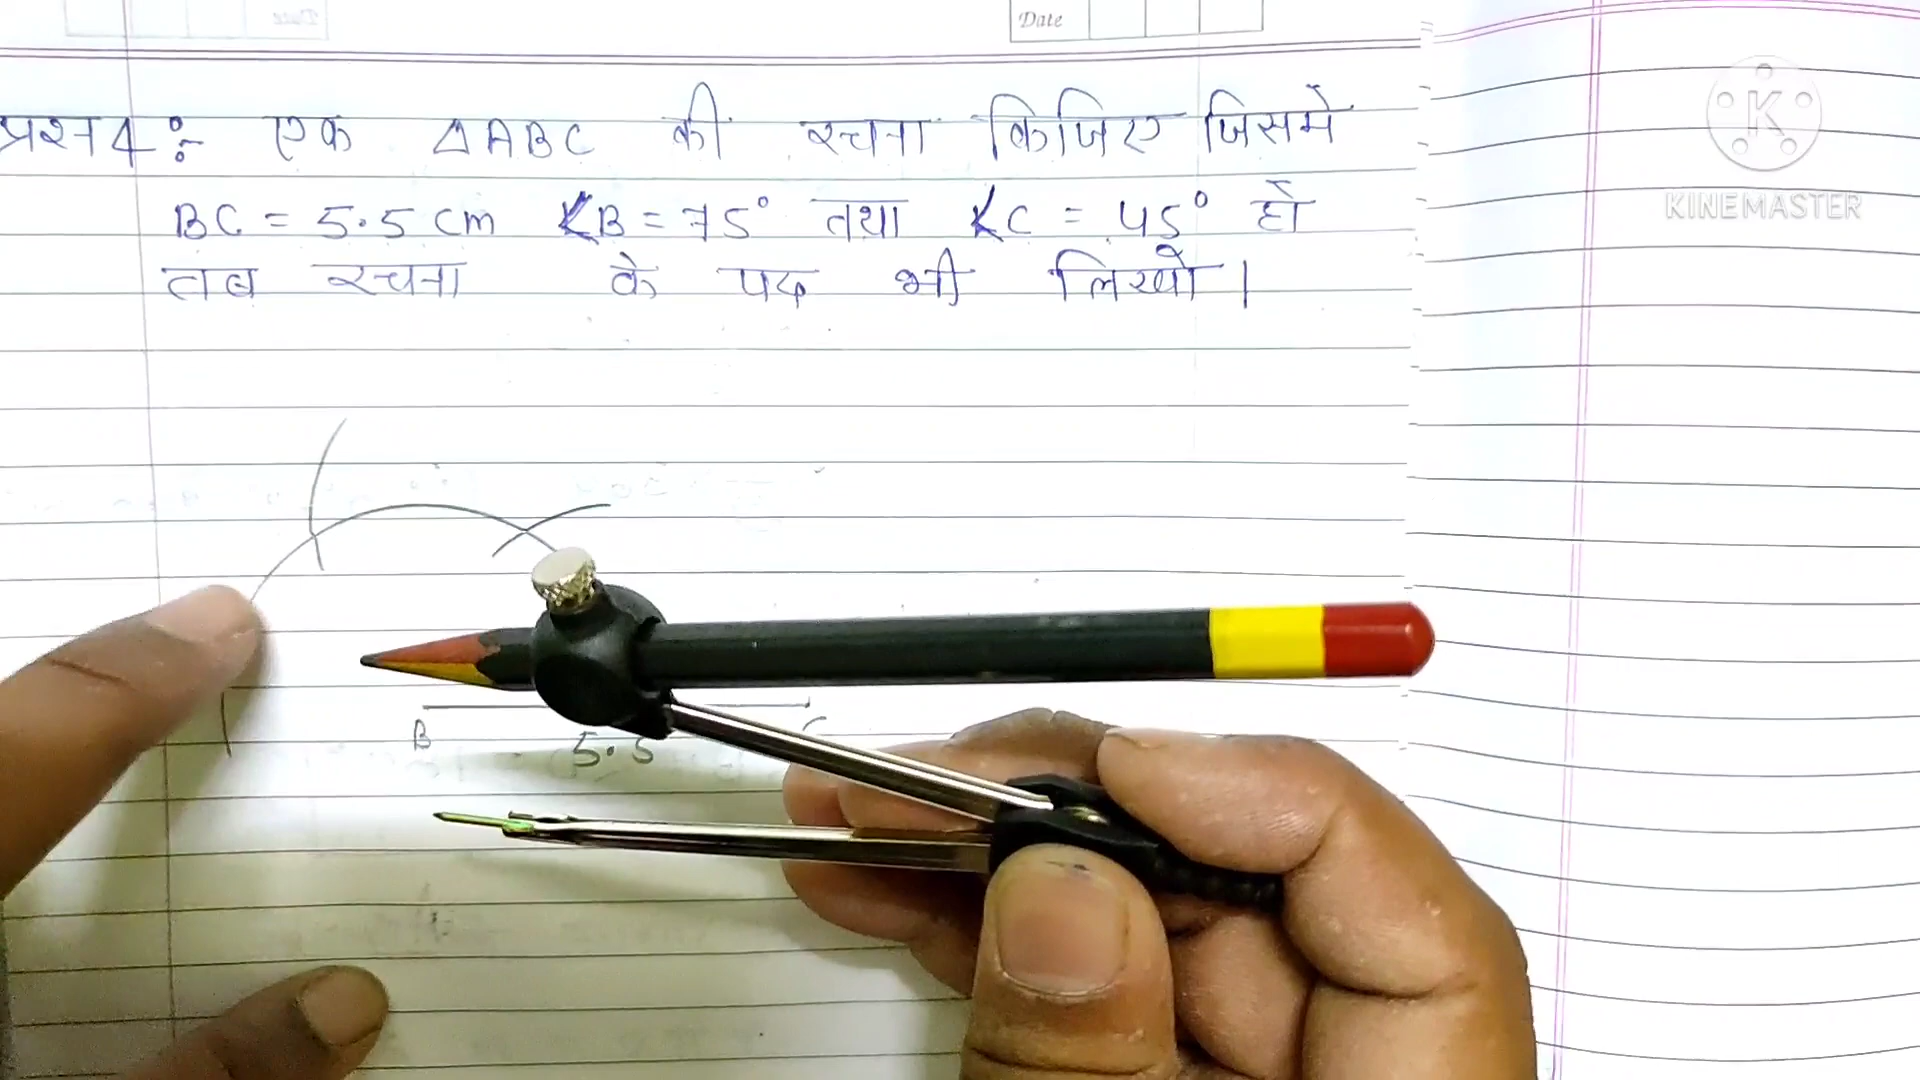 Date
प्रश्न 4 :- एक ΔABC की रचना किजिए जिसमे
BC = 5.5 cm ∠B = 75° तथा ∠C = 45° हो
तब रचना के पद भी लिखो |
K
KINEMASTER
B 5.5 C